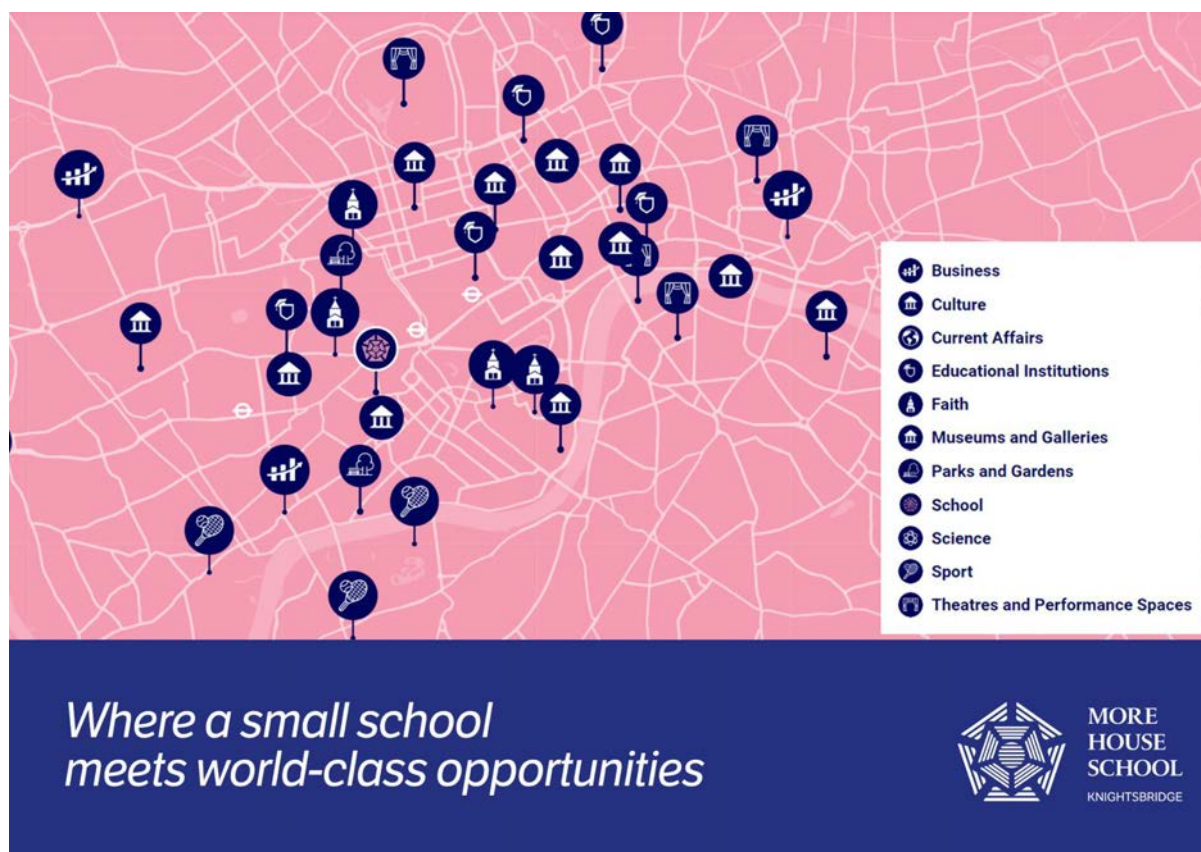 Business
Culture
Current Affairs
Educational Institutions
Faith
Museums and Galleries
Parks and Gardens
School
Science
Sport
Theatres and Performance Spaces
Where a small school
meets world-class opportunities
MORE
HOUSE
SCHOOL
KNIGHTSBRIDGE